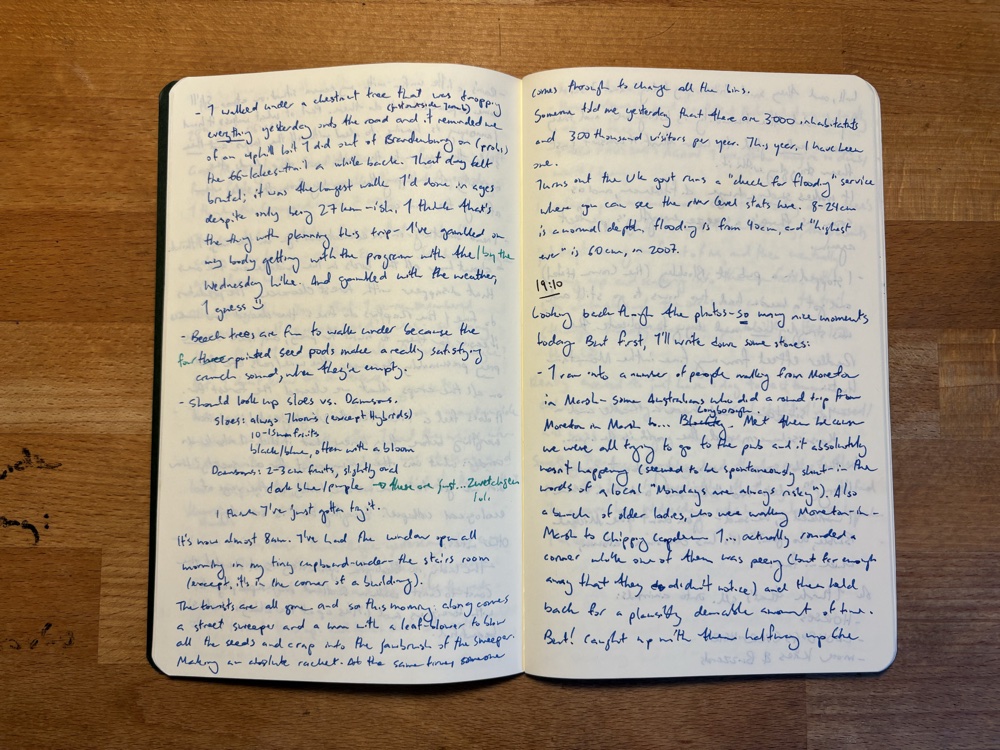 - I walked under a chestnut tree that was dropping
everything yesterday onto the road and it reminded me
of an uphill bit I did out of Brandenburg on (probs)
the 66-lakes-trail a while back. That day felt
brutal; it was the longest walk I'd done in ages
despite only being 27km-ish. I think that's
the thing with planning this trip - I've gambled on
my body getting with the program with the / by the
Wednesday hike. And gambled with the weather,
I guess
- Beech trees are fun to walk under because the
three-pointed seed pods make a really satisfying
crunch sound, when they're empty.
- Should look up sloes vs. Damsons.
Sloes: always Thorns (except Hybrids)
10-15mm fruits
black/blue, often with a bloom
Damsons: 2-3cm fruits, slightly oval
dark blue/purple → these are just... Zwetschgen
lol.
I think I've just gotta try it.
It's now almost 8am. I've had the window open all
morning in my tiny cupboard-under-the stairs room
(except, it's in the corner of a building).
The tourists are all gone and so this morning, along comes
a street sweeper and a man with a leaf-blower to blow
all the seeds and crap into the jawbrush of the sweeper.
Making an absolute racket. At the same time, someone
comes through to change all the bins.
Someone told me yesterday that there are 3000 inhabitants
and 300 thousand visitors per year. This year, I have been
one.
Turns out the UK govt runs a "check for flooding" service
where you can see the river level stats live. 8-24cm
is a normal depth, flooding is from 40cm, and "highest
ever" is 60cm, in 2007.
19:10
Looking back though the photos - so many nice moments
today. But first, I'll write down some stories:
- I ran into a number of people walking from Moreton
in Marsh - some Australians who did a round trip from
Moreton in Marsh to... Longborough. Met them because
we were all trying to go to the pub and it absolutely
wasn't happening (seemed to be spontaneously shut - in the
words of a local "Mondays are always risky"). Also
a bunch of older ladies, who were walking Moreton-in-
Marsh to Chippy Campden. I... actually rounded a
corner while one of them was peeing (but far enough
away that they didn't notice) and then held
back for a plausibly deniable amount of time.
But! caught up with them halfway up the